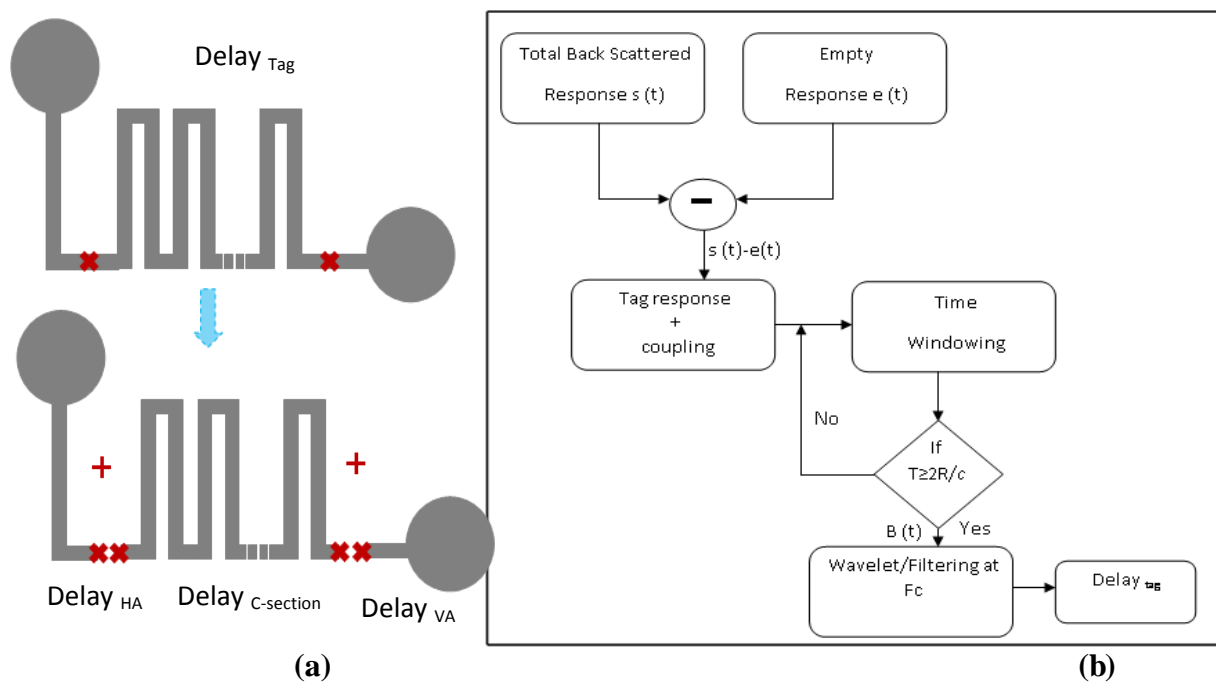 Delay Tag
Delay HA
Delay C-section
Delay VA
(a)
Total Back Scattered
Response s (t)
Empty
Response e (t)
s (t)-e(t)
Tag response
+
coupling
Time
Windowing
No
If
T≥2R/c
B (t)
Yes
Wavelet/Filtering at
Fc
Delay tag
(b)